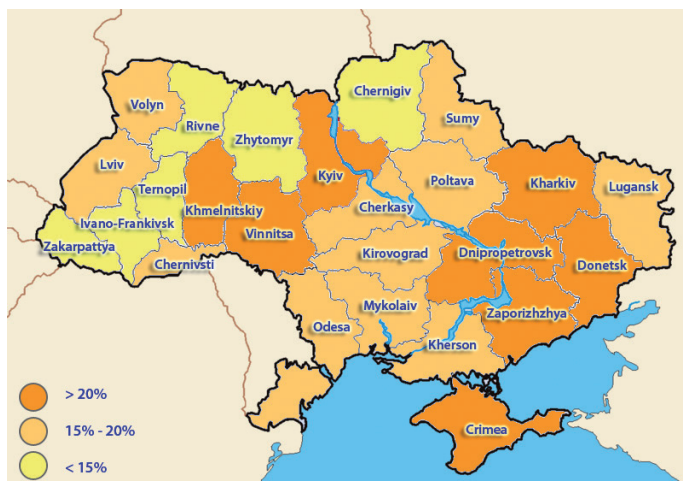 Chernigiv
Volyn
Sumy
Rivne
Zhytomyr
Lviv
Kyiv
Poltava
Kharkiv
Lugansk
Ternopil
Cherkasy
Khmelnitskiy
Ivano-Frankivsk
Vinnitsa
Zakarpattya
Kirovograd
Dnipropetrovsk
Donetsk
Chernivsti
Mykolaiv
Zaporizhzhya
Odesa
Kherson
Crimea
> 20%
15% - 20%
< 15%